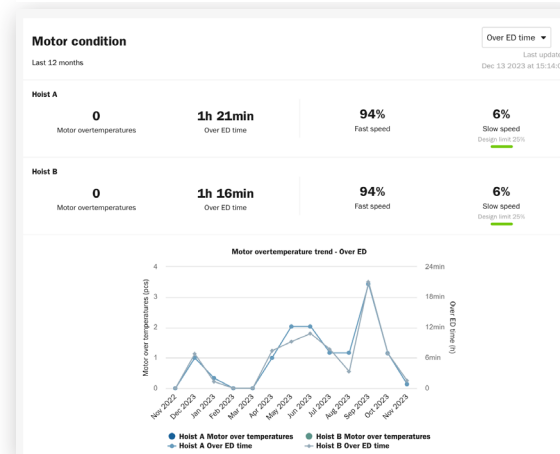 Motor condition
Over ED time
Last 12 months
Last update
Dec 13 2023 at 15:14:0
Hoist A
0
1h 21min
94%
6%
Motor overtemperatures
Over ED time
Fast speed
Slow speed
Design limit 25%
Hoist B
0
1h 16min
94%
6%
Motor overtemperatures
Over ED time
Fast speed
Slow speed
Design limit 25%
Motor overtemperature trend - Over ED
Motor over temperatures (pcs)
4
3
2
1
0
24min
18min
12min
6min
0
Over ED time (h)
Nov 2022
Dec 2023
Jan 2023
Feb 2023
Mar 2023
Apr 2023
May 2023
Jun 2023
Jul 2023
Aug 2023
Sep 2023
Oct 2023
Nov 2023
Hoist A Motor over temperatures
Hoist B Motor over temperatures
Hoist A Over ED time
Hoist B Over ED time